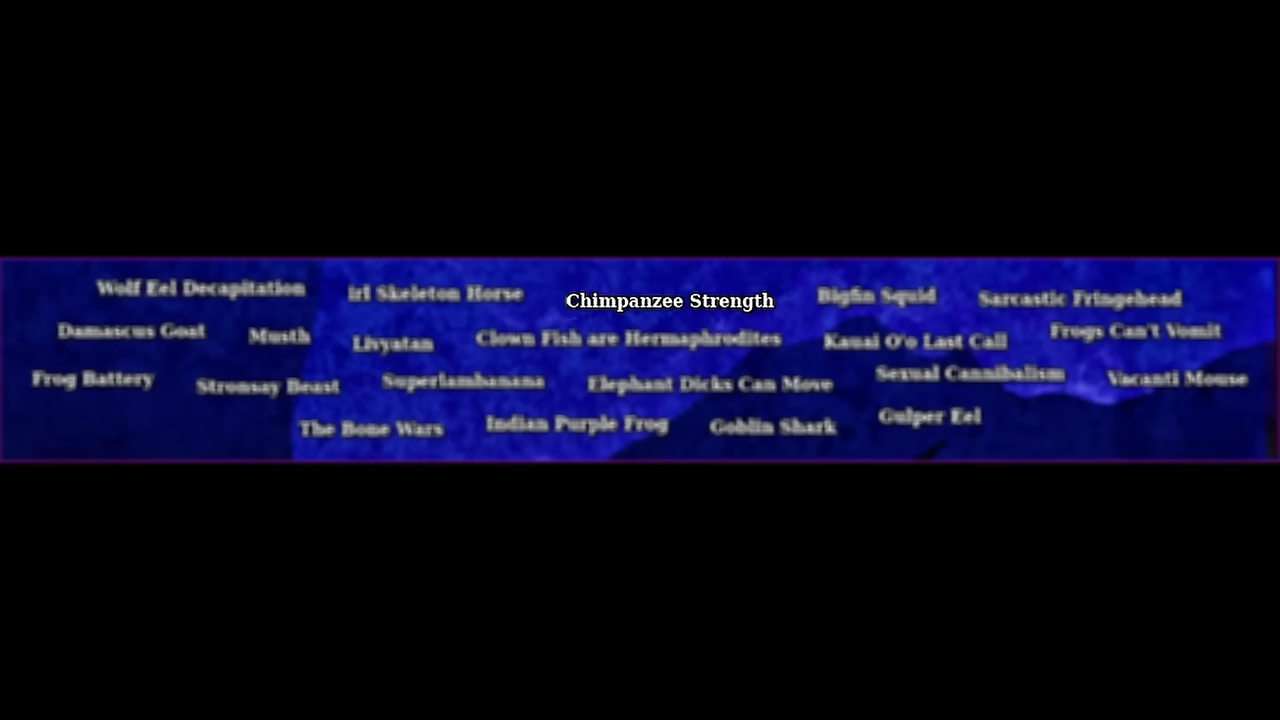 Wolf Eel Decapitation irl Skeleton Horse Chimpanzee Strength Bigfin Squid Sarcastic Fringehead
Damascus Goat Musth Livyatan Clown Fish are Hermaphrodites Kauai O'o Last Call Frogs Can't Vomit
Frog Battery Stronsay Beast Superlambanana Elephant Dicks Can Move Sexual Cannibalism Vacanti Mouse
The Bone Wars Indian Purple Frog Goblin Shark Gulper Eel